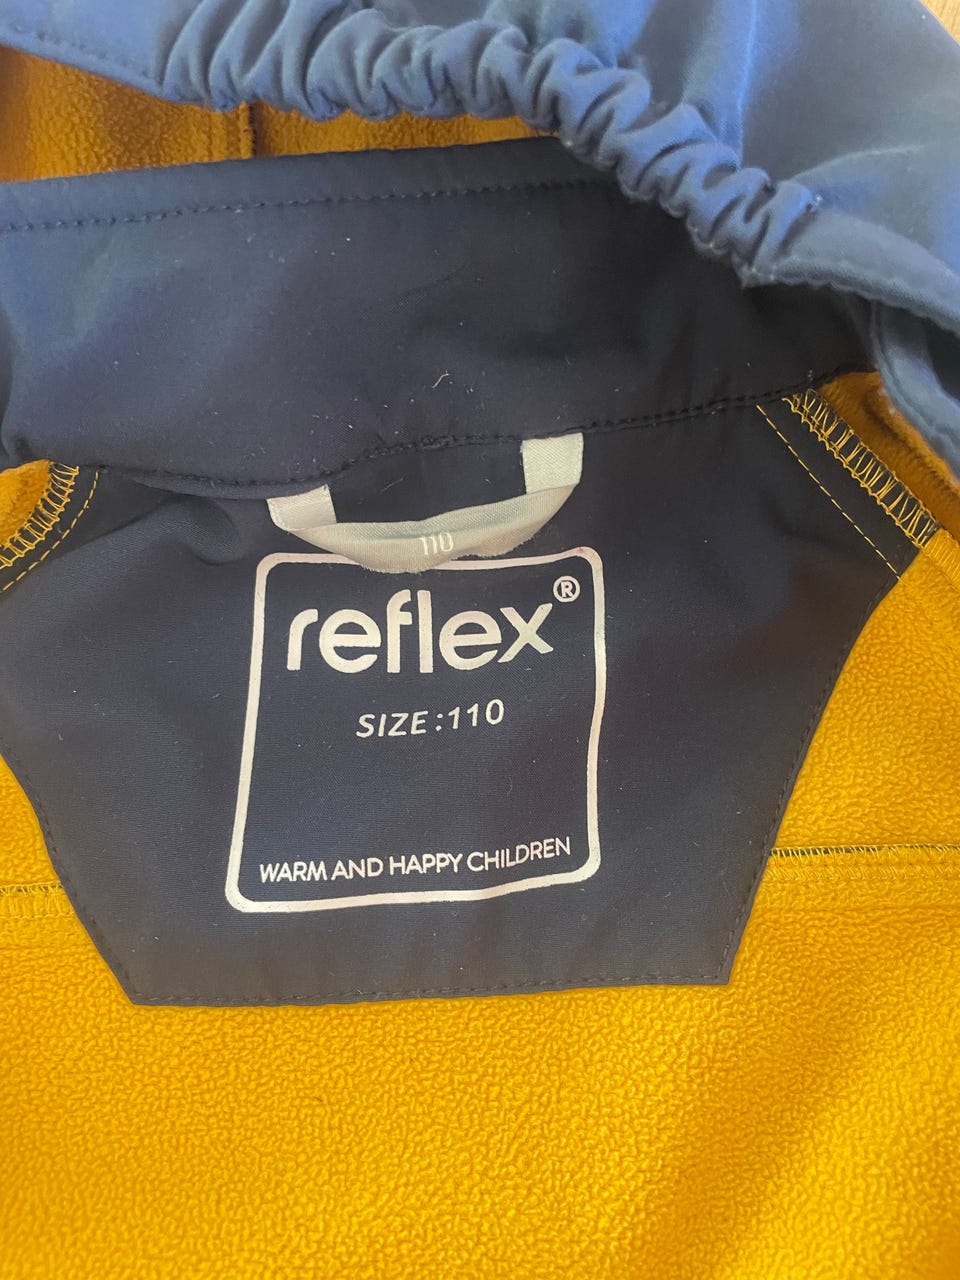 110
reflex®
SIZE:110
WARM AND HAPPY CHILDREN